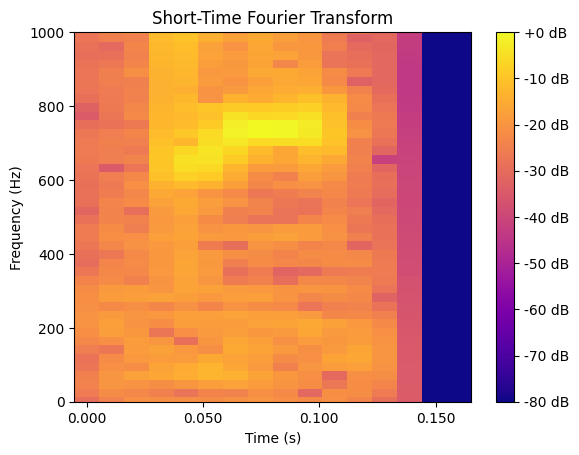 Short-Time Fourier Transform
Frequency (Hz)
1000
800
600
400
200
0
0.000 0.050 0.100 0.150
Time (s)
+0 dB
-10 dB
-20 dB
-30 dB
-40 dB
-50 dB
-60 dB
-70 dB
-80 dB